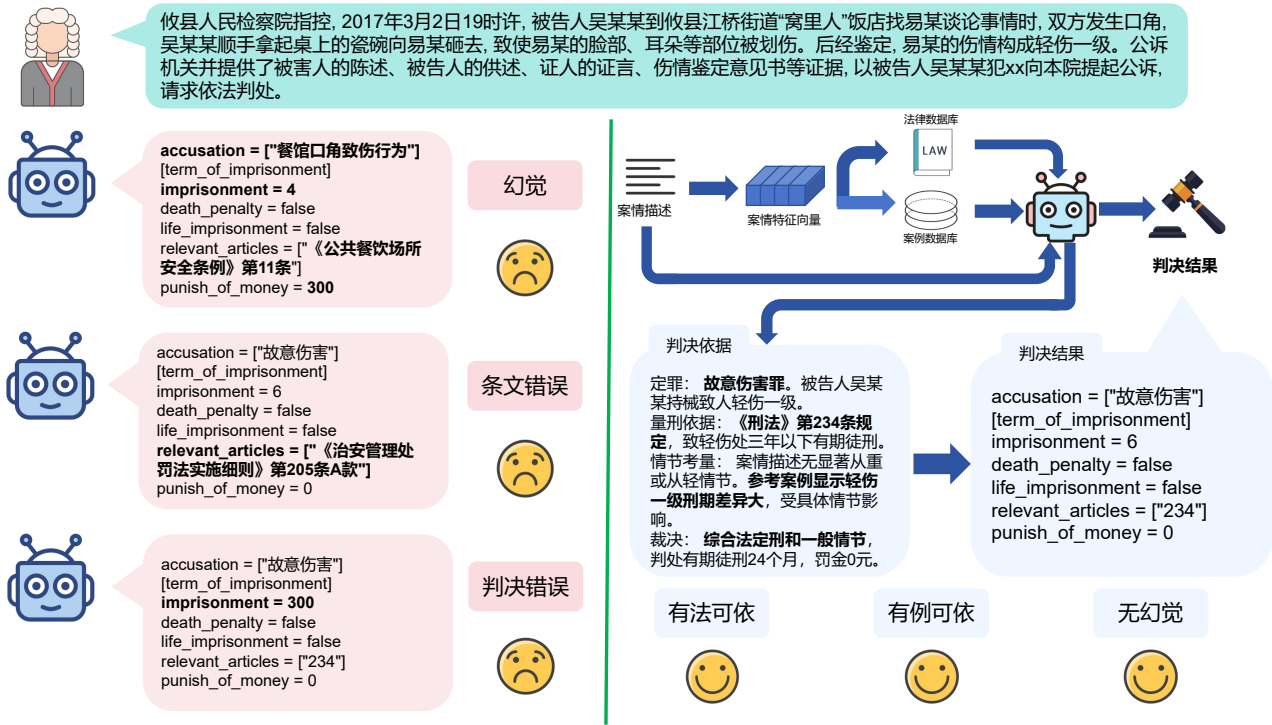 攸县人民检察院指控, 2017年3月2日19时许, 被告人吴某某到攸县江桥街道“窝里人”饭店找易某谈论事情时, 双方发生口角,
吴某某顺手拿起桌上的瓷碗向易某砸去, 致使易某的脸部、耳朵等部位被划伤。后经鉴定, 易某的伤情构成轻伤一级。公诉
机关并提供了被害人的陈述、被告人的供述、证人的证言、伤情鉴定意见书等证据, 以被告人吴某某犯xx向本院提起公诉,
请求依法判处。
accusation = ["餐馆口角致伤行为"]
[term_of_imprisonment]
imprisonment = 4
death_penalty = false
life_imprisonment = false
relevant_articles = ["《公共餐饮场所
安全条例》第11条"]
punish_of_money = 300
幻觉
accusation = ["故意伤害"]
[term_of_imprisonment]
imprisonment = 6
death_penalty = false
life_imprisonment = false
relevant_articles = ["《治安管理处
罚法实施细则》第205条A款"]
punish_of_money = 0
条文错误
accusation = ["故意伤害"]
[term_of_imprisonment]
imprisonment = 300
death_penalty = false
life_imprisonment = false
relevant_articles = ["234"]
punish_of_money = 0
判决错误
案情描述
案情特征向量
法律数据库
LAW
案例数据库
判决结果
判决依据
定罪： 故意伤害罪。被告人吴某
某持械致人轻伤一级。
量刑依据：《刑法》第234条规
定，致轻伤处三年以下有期徒刑。
情节考量： 案情描述无显著从重
或从轻情节。参考案例显示轻伤
一级刑期差异大，受具体情节影
响。
裁决： 综合法定刑和一般情节，
判处有期徒刑24个月，罚金0元。
判决结果
accusation = ["故意伤害"]
[term_of_imprisonment]
imprisonment = 6
death_penalty = false
life_imprisonment = false
relevant_articles = ["234"]
punish_of_money = 0
有法可依
有例可依
无幻觉